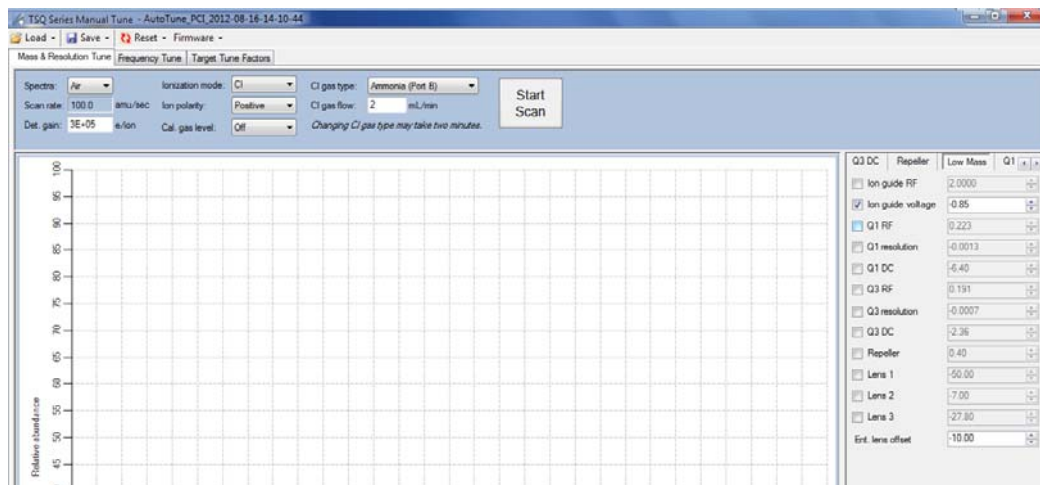 TSQ Series Manual Tune - AutoTune_PCI_2012-08-16-14-10-44
Load - Save - Reset - Firmware -
Mass & Resolution Tune Frequency Tune Target Tune Factors
Spectra: Air Ionization mode: CI CI gas type: Ammonia (Port B) Start Scan
Scan rate: 100.0 amu/sec Ion polarity: Positive CI gas flow: 2 mL/min
Det. gain: 3E+05 e/ion Cal. gas level: Off Changing CI gas type may take two minutes.
100
95
90
85
80
75
70
65
60
55
50
45
Relative abundance
Q3 DC Repeller Low Mass Q1
Ion guide RF 2.0000
Ion guide voltage -0.85
Q1 RF 0.223
Q1 resolution -0.0013
Q1 DC -6.40
Q3 RF 0.191
Q3 resolution -0.0007
Q3 DC -2.36
Repeller 0.40
Lens 1 -50.00
Lens 2 -7.00
Lens 3 -27.80
Ent. lens offset -10.00